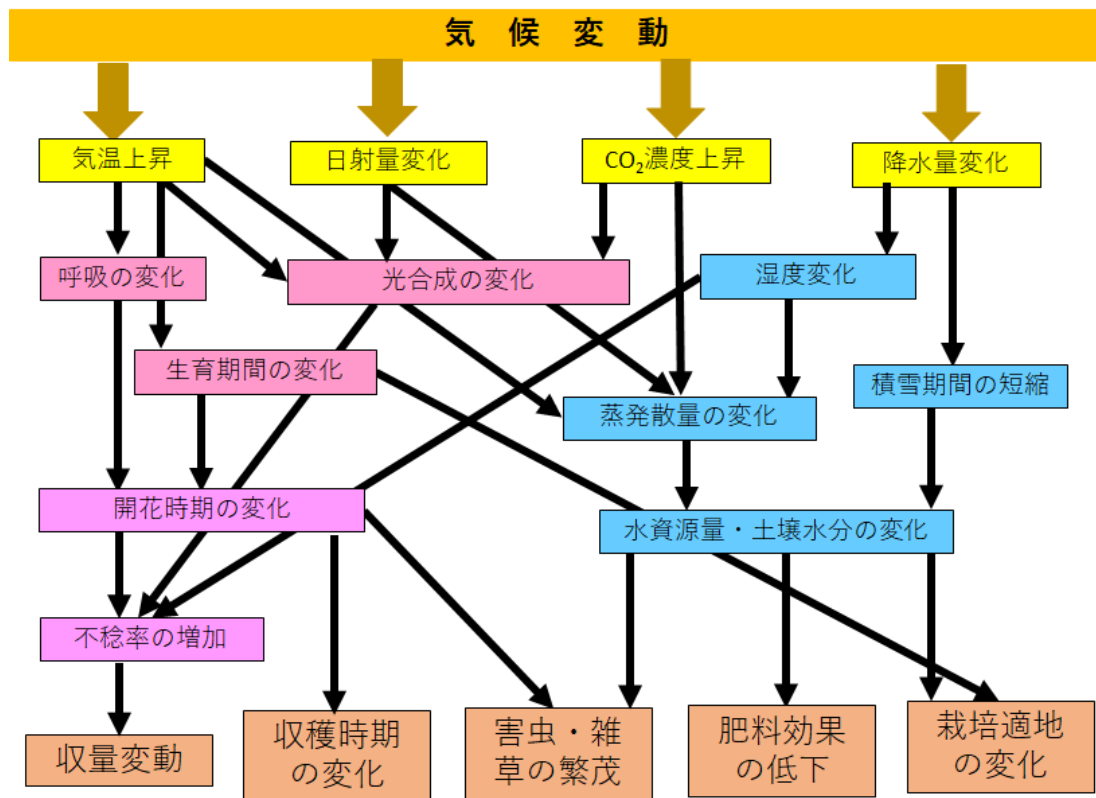 気候変動
気温上昇
日射量変化
CO₂濃度上昇
降水量変化
呼吸の変化
光合成の変化
湿度変化
生育期間の変化
積雪期間の短縮
蒸発散量の変化
開花時期の変化
水資源量・土壌水分の変化
不稔率の増加
収量変動
収穫時期
の変化
害虫・雑
草の繁茂
肥料効果
の低下
栽培適地
の変化